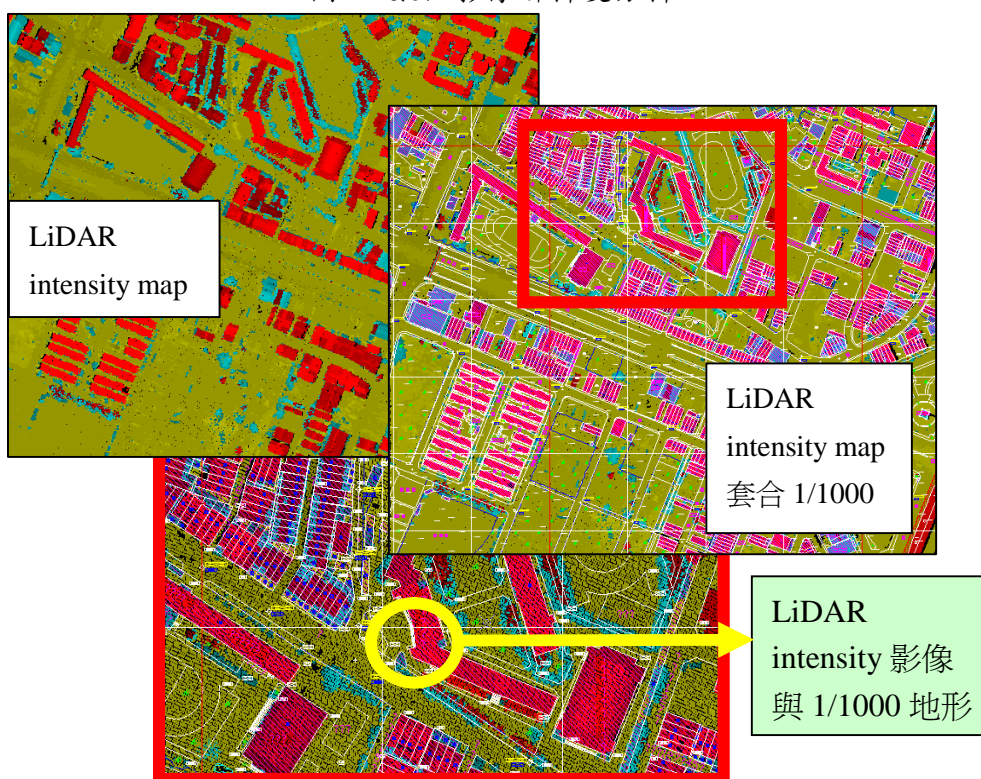 LiDAR
intensity map
LiDAR
intensity map
套合 1/1000
LiDAR
intensity 影像
與 1/1000 地形